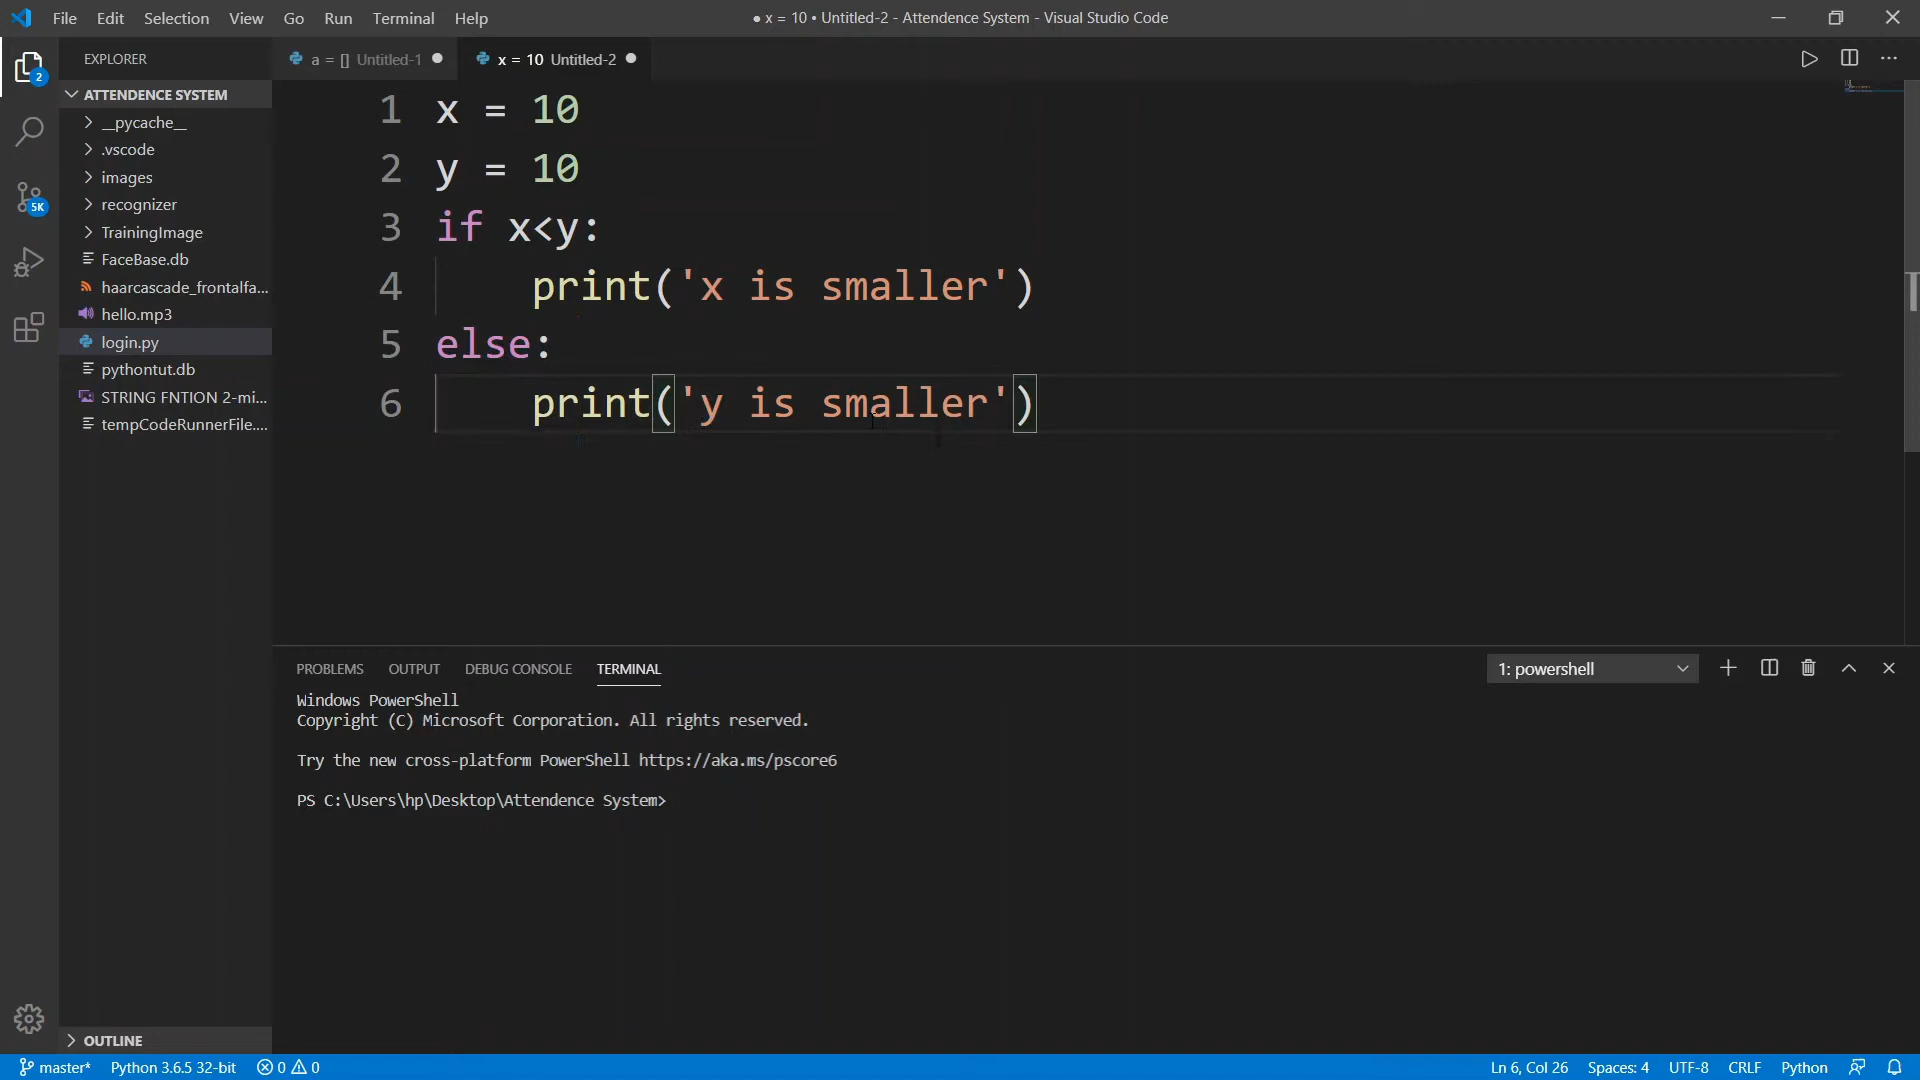 File Edit Selection View Go Run Terminal Help
● x = 10 • Untitled-2 - Attendence System - Visual Studio Code
EXPLORER
a = [] Untitled-1
x = 10 Untitled-2
2
ATTENDENCE SYSTEM
__pycache__
.vscode
images
5K
recognizer
TrainingImage
FaceBase.db
haarcascade_frontalfa...
hello.mp3
login.py
pythontut.db
STRING FNTION 2-mi...
tempCodeRunnerFile....
OUTLINE
1 x = 10
2 y = 10
3 if x<y:
4 print('x is smaller')
5 else:
6 print('y is smaller')
PROBLEMS OUTPUT DEBUG CONSOLE TERMINAL
1: powershell
Windows PowerShell
Copyright (C) Microsoft Corporation. All rights reserved.
Try the new cross-platform PowerShell https://aka.ms/pscore6
PS C:\Users\hp\Desktop\Attendence System>
master* Python 3.6.5 32-bit 0 0
Ln 6, Col 26 Spaces: 4 UTF-8 CRLF Python